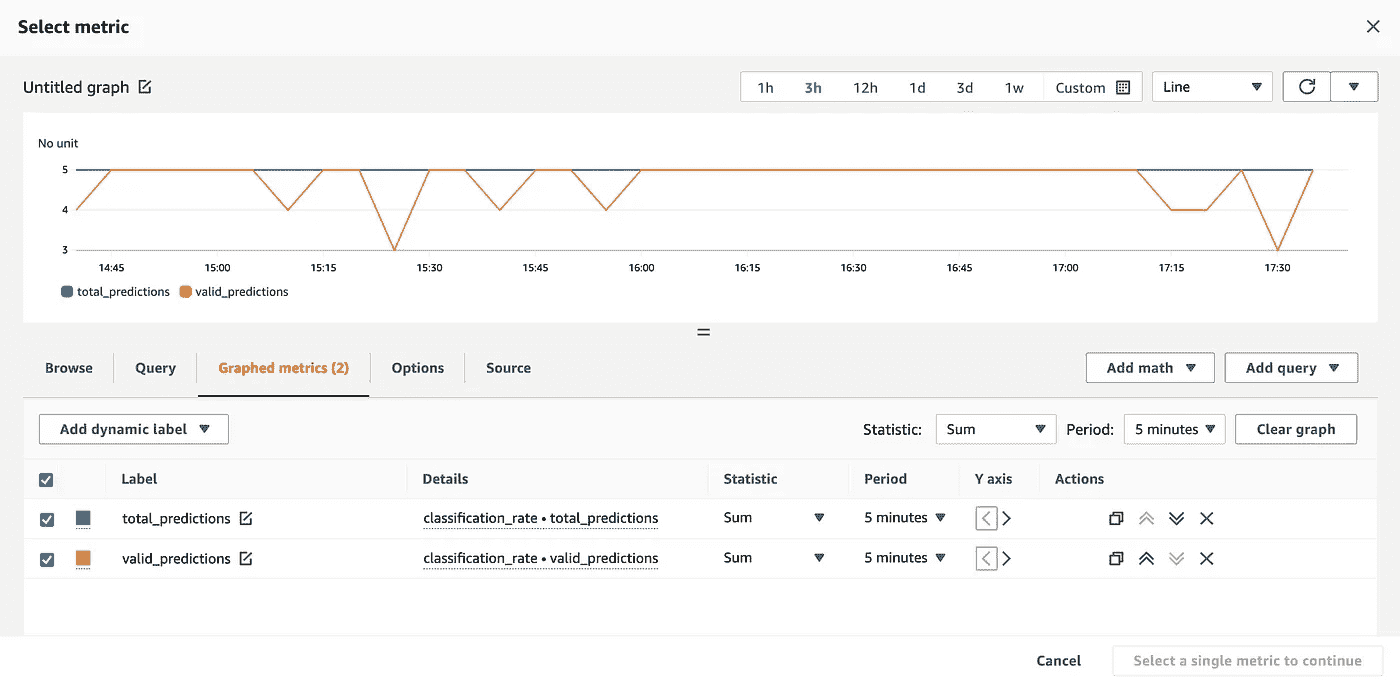 Select metric
Untitled graph
1h 3h 12h 1d 3d 1w Custom Line
No unit
5
4
3
14:45 15:00 15:15 15:30 15:45 16:00 16:15 16:30 16:45 17:00 17:15 17:30
total_predictions valid_predictions
Browse Query Graphed metrics (2) Options Source Add math Add query
Add dynamic label Statistic: Sum Period: 5 minutes Clear graph
Label Details Statistic Period Y axis Actions
total_predictions classification_rate • total_predictions Sum 5 minutes
valid_predictions classification_rate • valid_predictions Sum 5 minutes
Cancel Select a single metric to continue